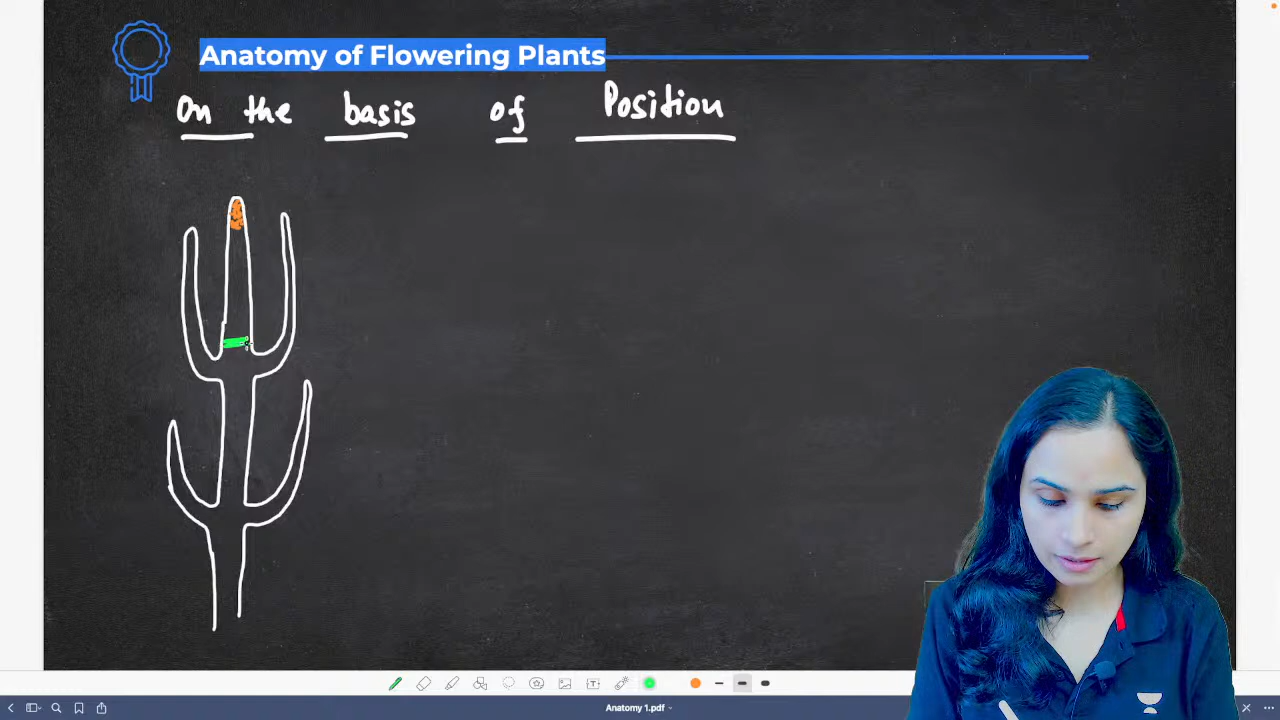 Anatomy of Flowering Plants
On the basis of Position
Anatomy 1.pdf